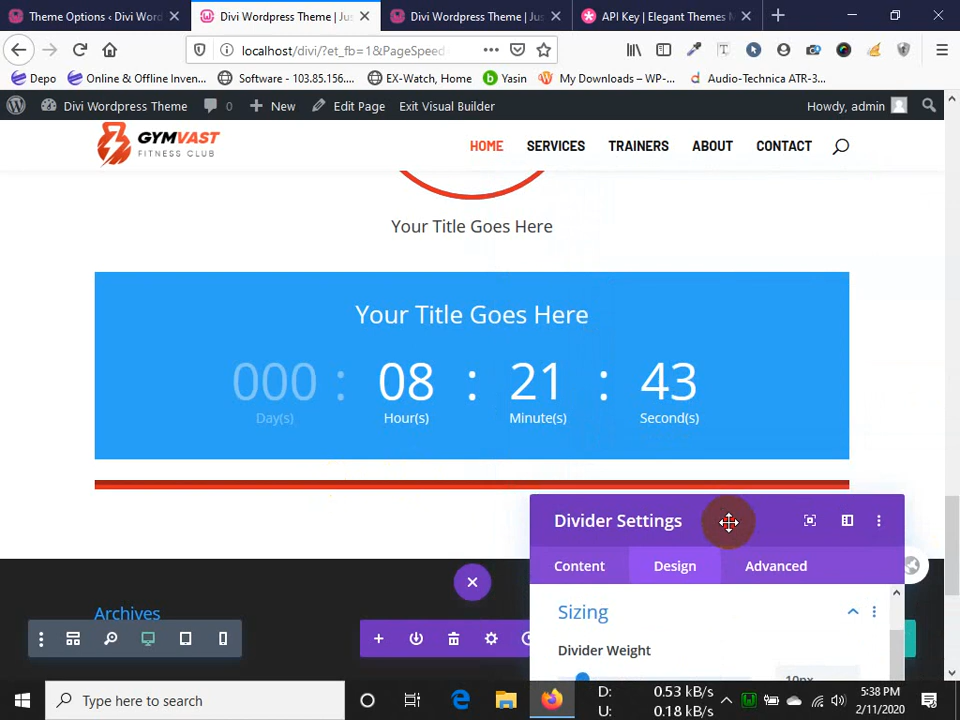 Theme Options ‹ Divi Word
Divi Wordpress Theme | Jus
Divi Wordpress Theme | Jus
API Key | Elegant Themes
localhost/divi/?et_fb=1&PageSpeed
Depo
Online & Offline Inven...
Software - 103.85.156....
EX-Watch, Home
Yasin
My Downloads – WP-...
Audio-Technica ATR-3...
Divi Wordpress Theme
0
New
Edit Page
Exit Visual Builder
Howdy, admin
GYMVAST
FITNESS CLUB
HOME
SERVICES
TRAINERS
ABOUT
CONTACT
Your Title Goes Here
Your Title Goes Here
000 : 08 : 21 : 43
Day(s) Hour(s) Minute(s) Second(s)
Divider Settings
Content
Design
Advanced
Archives
Sizing
Divider Weight
10px
Type here to search
D: 0.53 kB/s
U: 0.18 kB/s
5:38 PM
2/11/2020